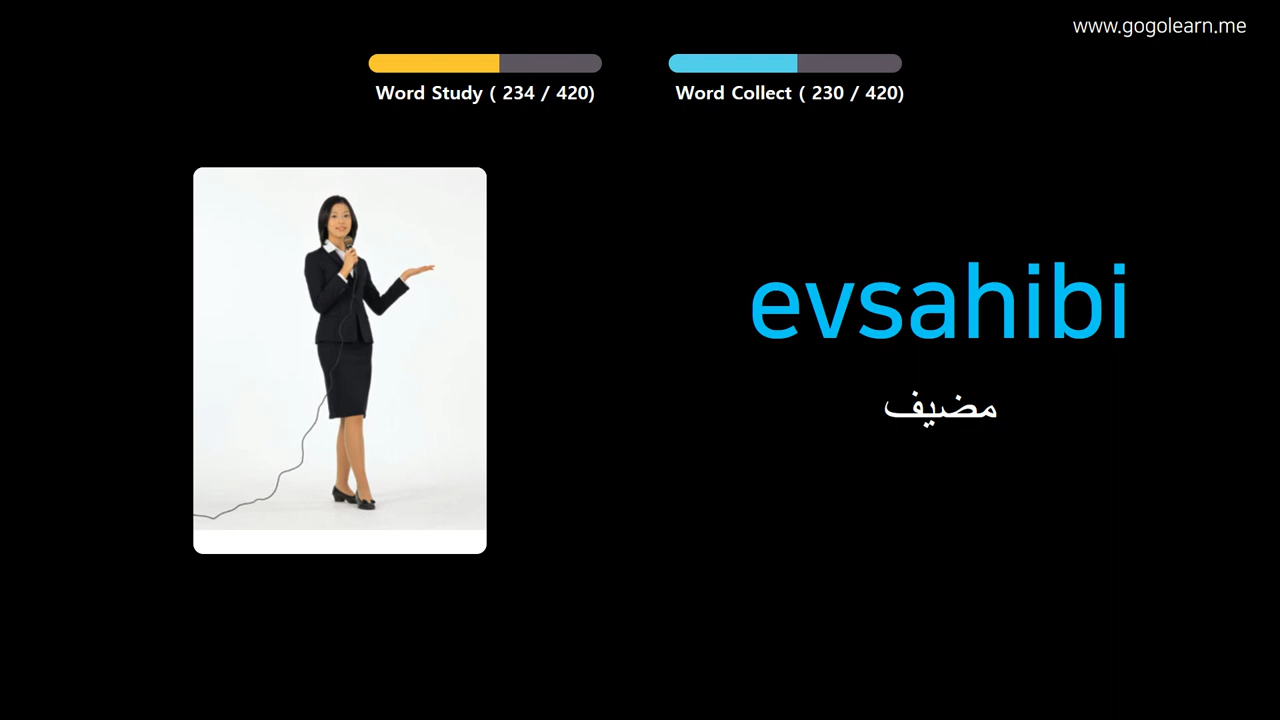 www.gogolearn.me
Word Study ( 234 / 420)
Word Collect ( 230 / 420)
evsahibi
مضيف